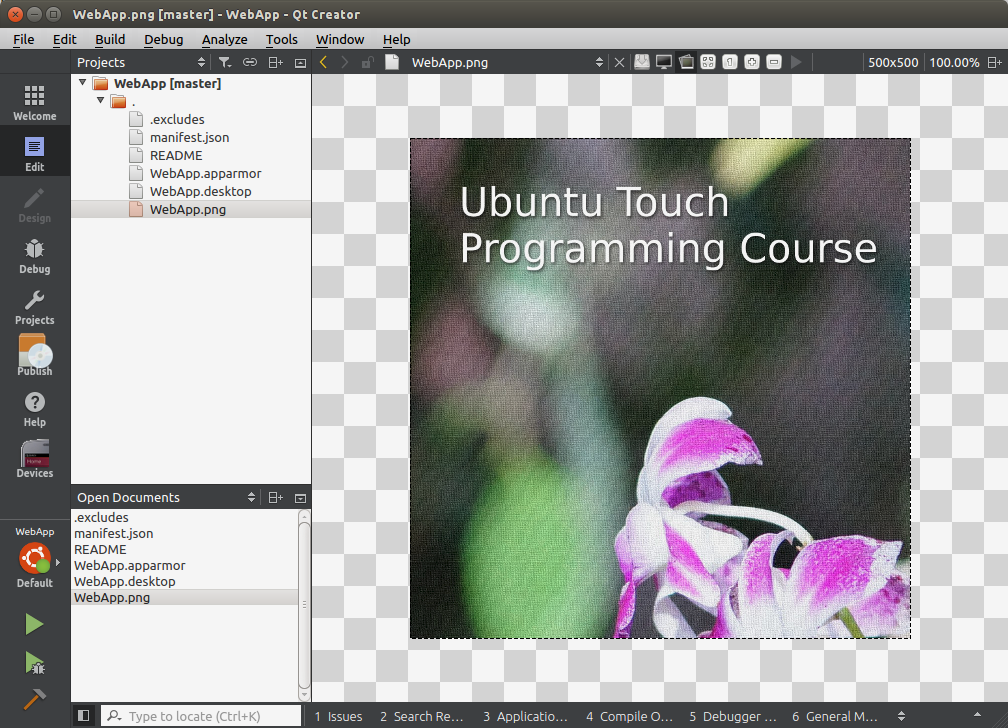 WebApp.png [master] - WebApp - Qt Creator
File Edit Build Debug Analyze Tools Window Help
Projects
WebApp.png
500x500 100.00%
Welcome
Edit
Design
Debug
Projects
Publish
Help
Devices
WebApp
Default
WebApp [master]
.
.excludes
manifest.json
README
WebApp.apparmor
WebApp.desktop
WebApp.png
Open Documents
.excludes
manifest.json
README
WebApp.apparmor
WebApp.desktop
WebApp.png
Ubuntu Touch
Programming Course
Type to locate (Ctrl+K)
1 Issues 2 Search Re... 3 Applicatio... 4 Compile O... 5 Debugger ... 6 General M...